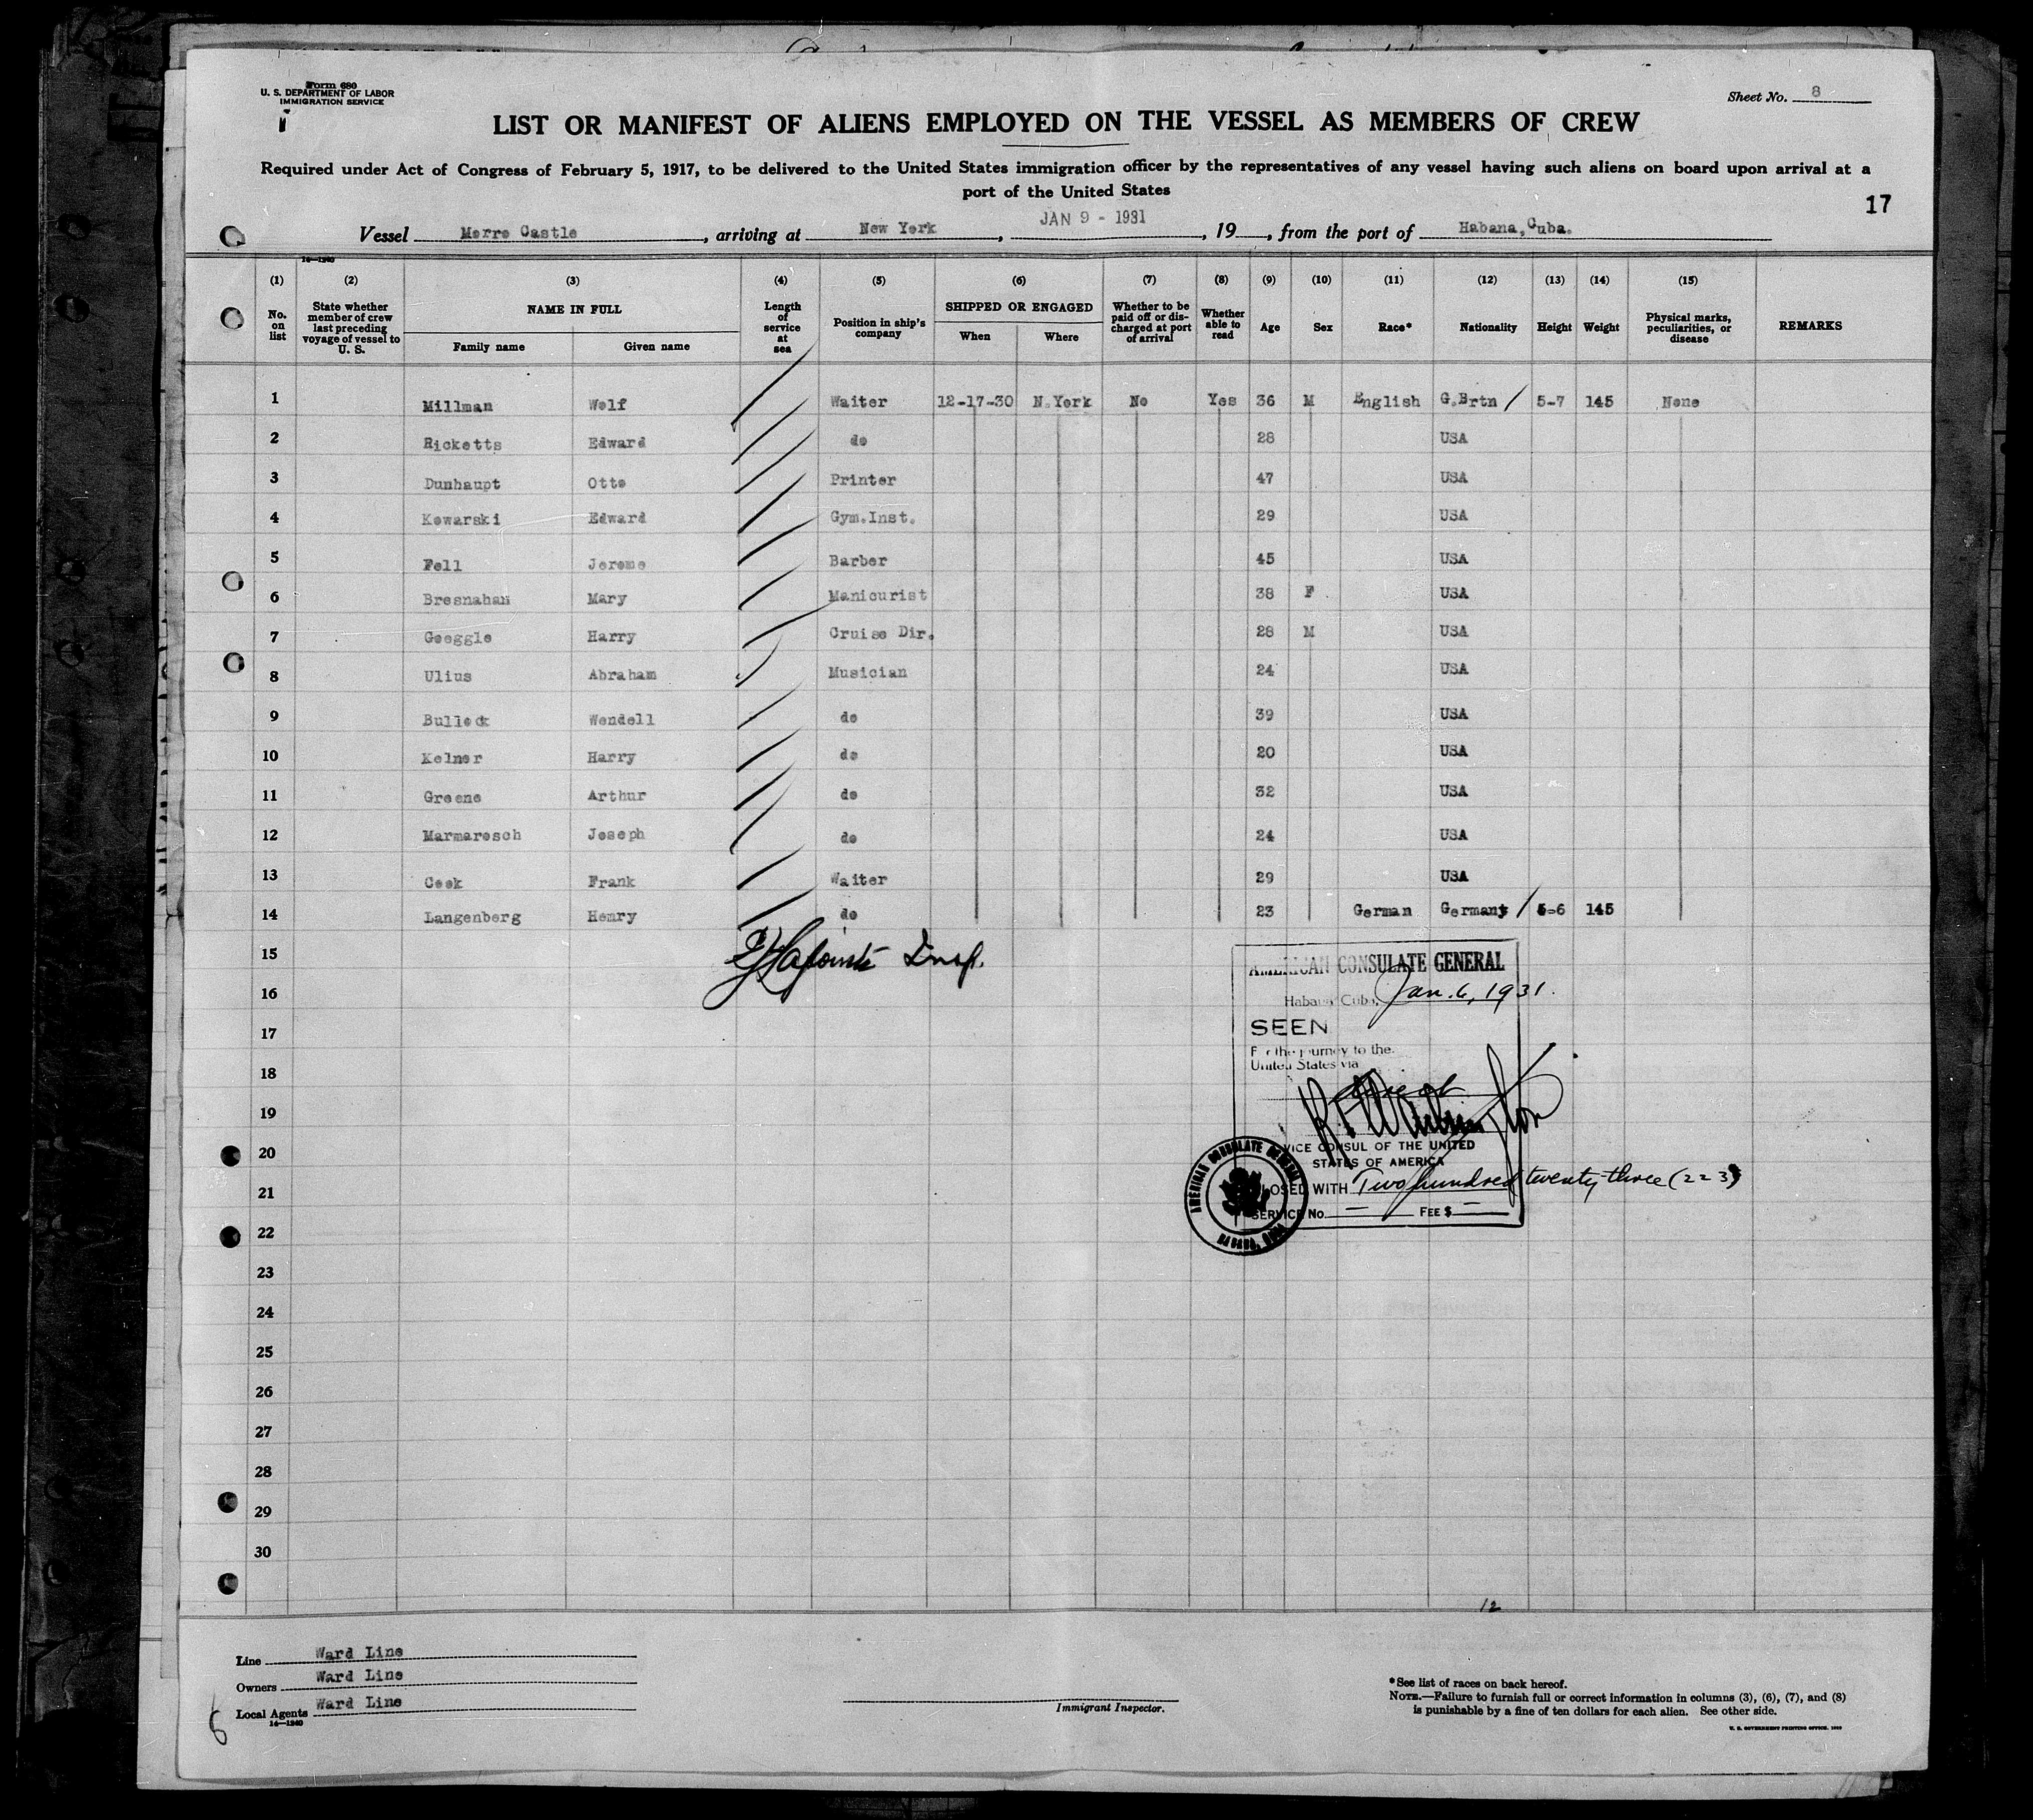 Form 680
U. S. DEPARTMENT OF LABOR
IMMIGRATION SERVICE
Sheet No. 8
LIST OR MANIFEST OF ALIENS EMPLOYED ON THE VESSEL AS MEMBERS OF CREW
Required under Act of Congress of February 5, 1917, to be delivered to the United States immigration officer by the representatives of any vessel having such aliens on board upon arrival at a
port of the United States
17
Vessel Morro Castle, arriving at New York, JAN 9 - 1931, 19, from the port of Habana, Cuba.
(1) (2) (3) (4) (5) (6) (7) (8) (9) (10) (11) (12) (13) (14) (15)
No. on list
State whether member of crew last preceding voyage of vessel to U. S.
NAME IN FULL
Family name Given name
Length of service at sea
Position in ship's company
SHIPPED OR ENGAGED
When Where
Whether to be paid off or discharged at port of arrival
Whether able to read
Age
Sex
Race*
Nationality
Height
Weight
Physical marks, peculiarities, or disease
REMARKS
1 Millman Wolf Waiter 12-17-30 N.York No Yes 36 M English G.Brtn / 5-7 145 None
2 Ricketts Edward do 28 USA
3 Dunhaupt Otto Printer 47 USA
4 Kowarski Edward Gym.Inst. 29 USA
5 Fell Jerome Barber 45 USA
6 Bresnahan Mary Manicurist 38 F USA
7 Goeggle Harry Cruise Dir. 28 M USA
8 Ulius Abraham Musician 24 USA
9 Bullock Wendell do 39 USA
10 Kelner Harry do 20 USA
11 Greene Arthur do 32 USA
12 Marmarosch Joseph do 24 USA
13 Cook Frank Waiter 29 USA
14 Langenberg Henry do 23 German Germany / 5-6 145
15 Insp.
16
17
18
19
20
21
22
23
24
25
26
27
28
29
30
AMERICAN CONSULATE GENERAL
Habana Cuba, Jan. 6, 1931.
SEEN
For the journey to the
United States via
VICE CONSUL OF THE UNITED
STATES OF AMERICA
CLOSED WITH Two hundred twenty-three (223)
SERVICE No. — FEE $ —
AMERICAN CONSULATE GENERAL
HABANA, CUBA
12
Line Ward Line
Owners Ward Line
Local Agents Ward Line
14—1240
6
Immigrant Inspector.
*See list of races on back hereof.
NOTE.—Failure to furnish full or correct information in columns (3), (6), (7), and (8)
is punishable by a fine of ten dollars for each alien. See other side.